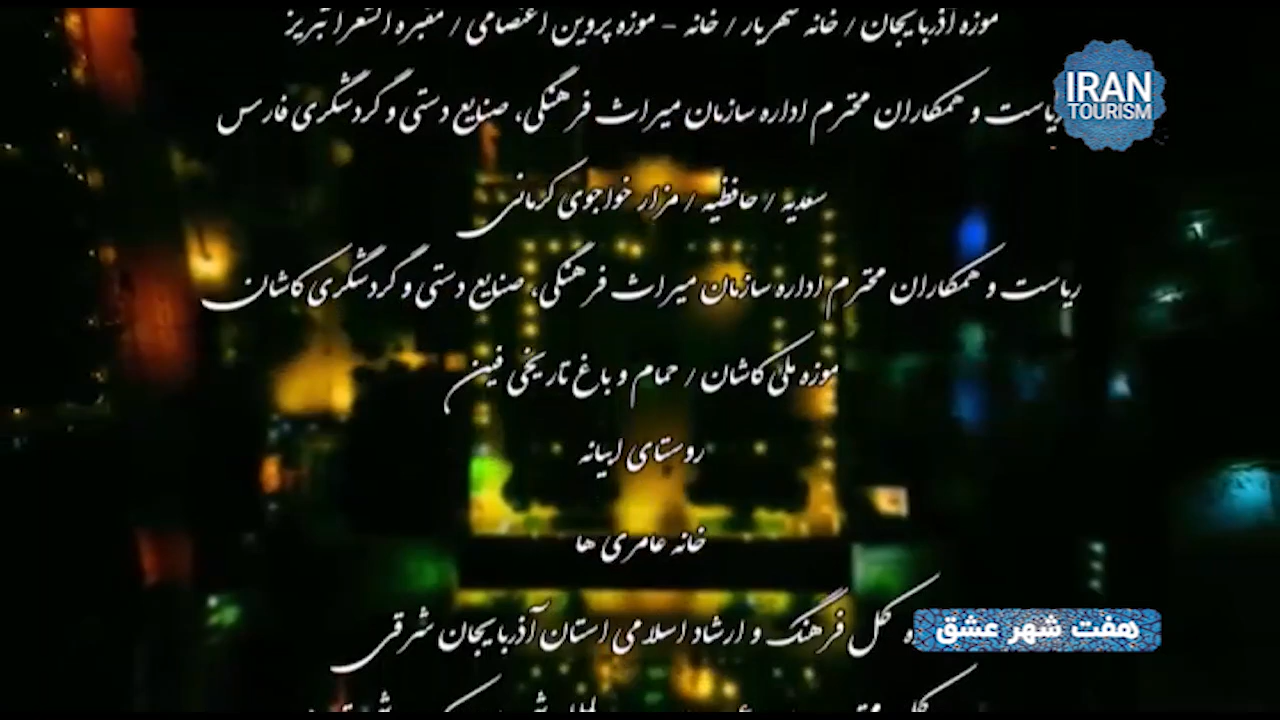 موزه آذربایجان / خانه شهریار / خانه - موزه پروین اعتصامی / مقبره الشعرا تبریز
IRAN
TOURISM
ریاست و همکاران محترم اداره سازمان میراث فرهنگی، صنایع دستی و گردشگری فارس
سعدیه / حافظیه / مزار خواجوی کرمانی
ریاست و همکاران محترم اداره سازمان میراث فرهنگی، صنایع دستی و گردشگری کاشان
موزه ملی کاشان / حمام و باغ تاریخی فین
روستای ابیانه
خانه عامری ها
کل فرهنگ و ارشاد اسلامی استان آذربایجان شرقی
هفت شهر عشق